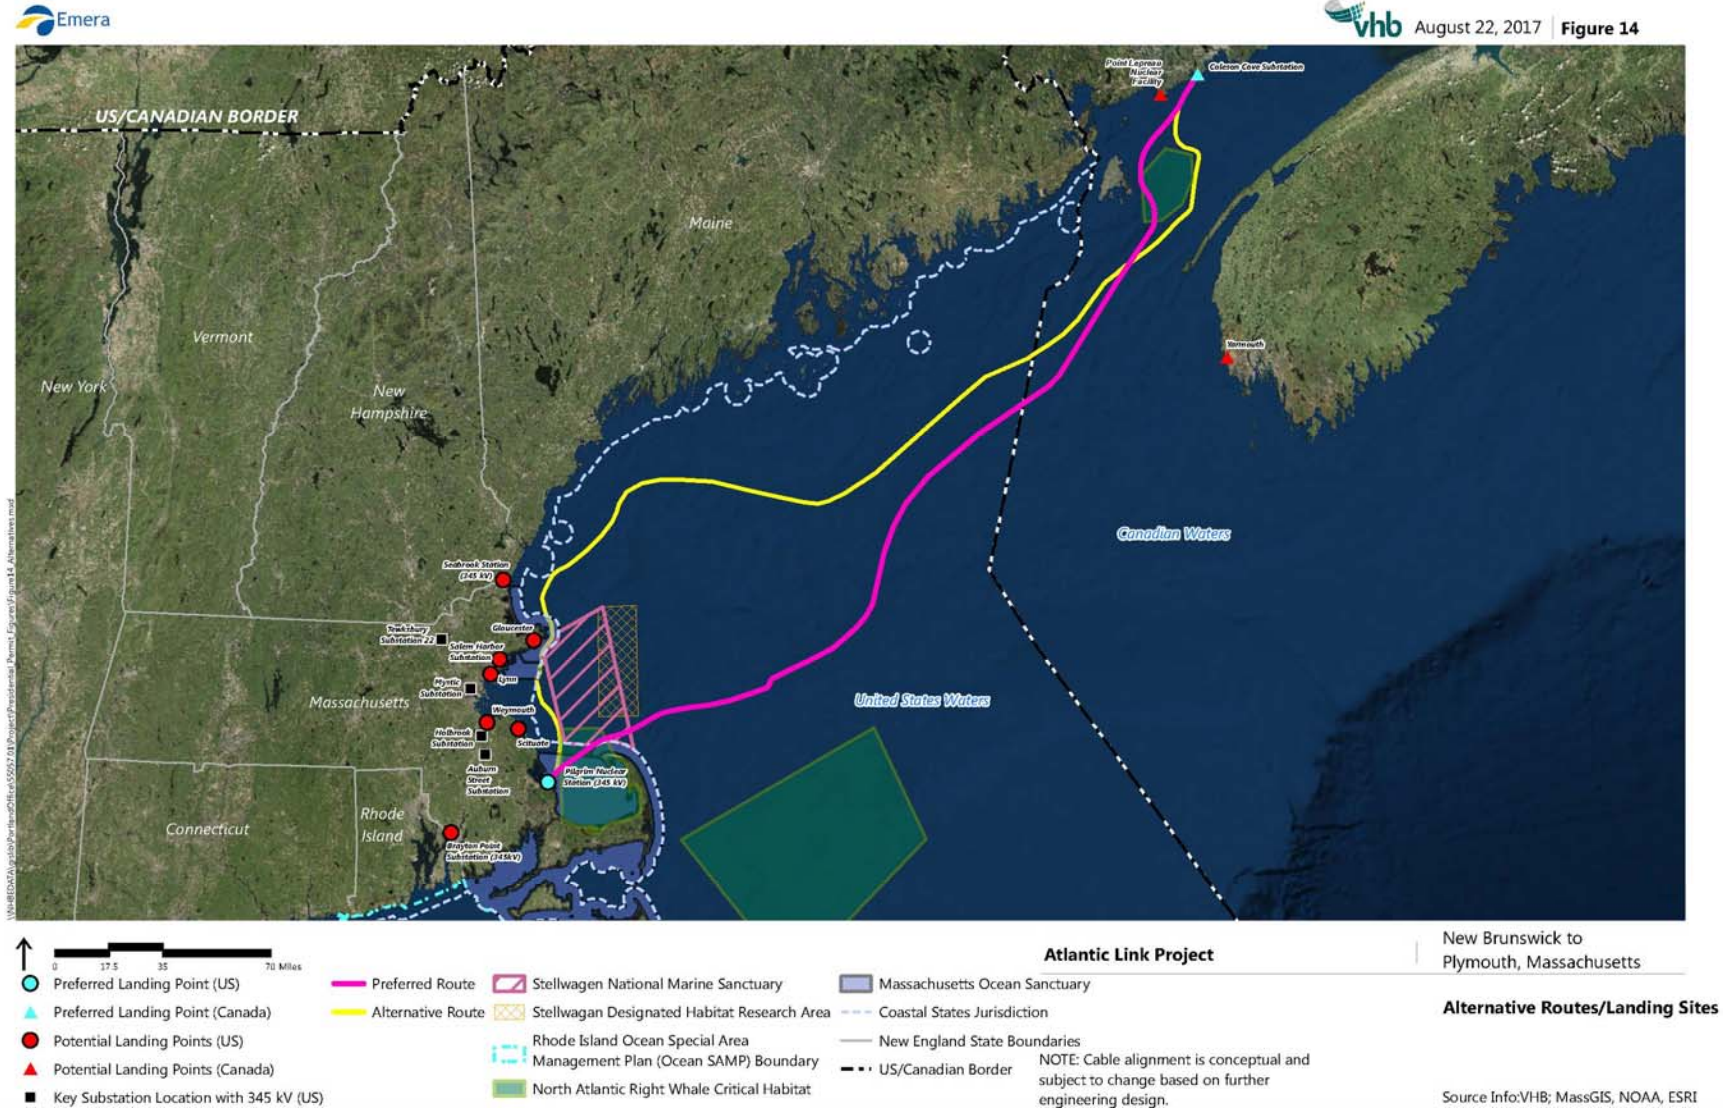 Emera
vhb
August 22, 2017
Figure 14
US/CANADIAN BORDER
Point Lepreau
Nuclear
Facility
Coleson Cove Substation
Maine
Vermont
New York
New
Hampshire
Yarmouth
Canadian Waters
United States Waters
Seabrook Station
(345 kV)
Tewksbury
Substation 22
Gloucester
Salem Harbor
Substation
Lynn
Mystic
Substation
Massachusetts
Weymouth
Holbrook
Substation
Scituate
Auburn
Street
Substation
Pilgrim Nuclear
Station (345 kV)
Rhode
Island
Connecticut
Brayton Point
Substation (345kV)
0 17.5 35 70 Miles
Preferred Landing Point (US)
Preferred Landing Point (Canada)
Potential Landing Points (US)
Potential Landing Points (Canada)
Key Substation Location with 345 kV (US)
Preferred Route
Alternative Route
Stellwagen National Marine Sanctuary
Stellwagan Designated Habitat Research Area
Rhode Island Ocean Special Area
Management Plan (Ocean SAMP) Boundary
North Atlantic Right Whale Critical Habitat
Massachusetts Ocean Sanctuary
Coastal States Jurisdiction
New England State Boundaries
US/Canadian Border
NOTE: Cable alignment is conceptual and
subject to change based on further
engineering design.
Atlantic Link Project
New Brunswick to
Plymouth, Massachusetts
Alternative Routes/Landing Sites
Source Info:VHB; MassGIS, NOAA, ESRI